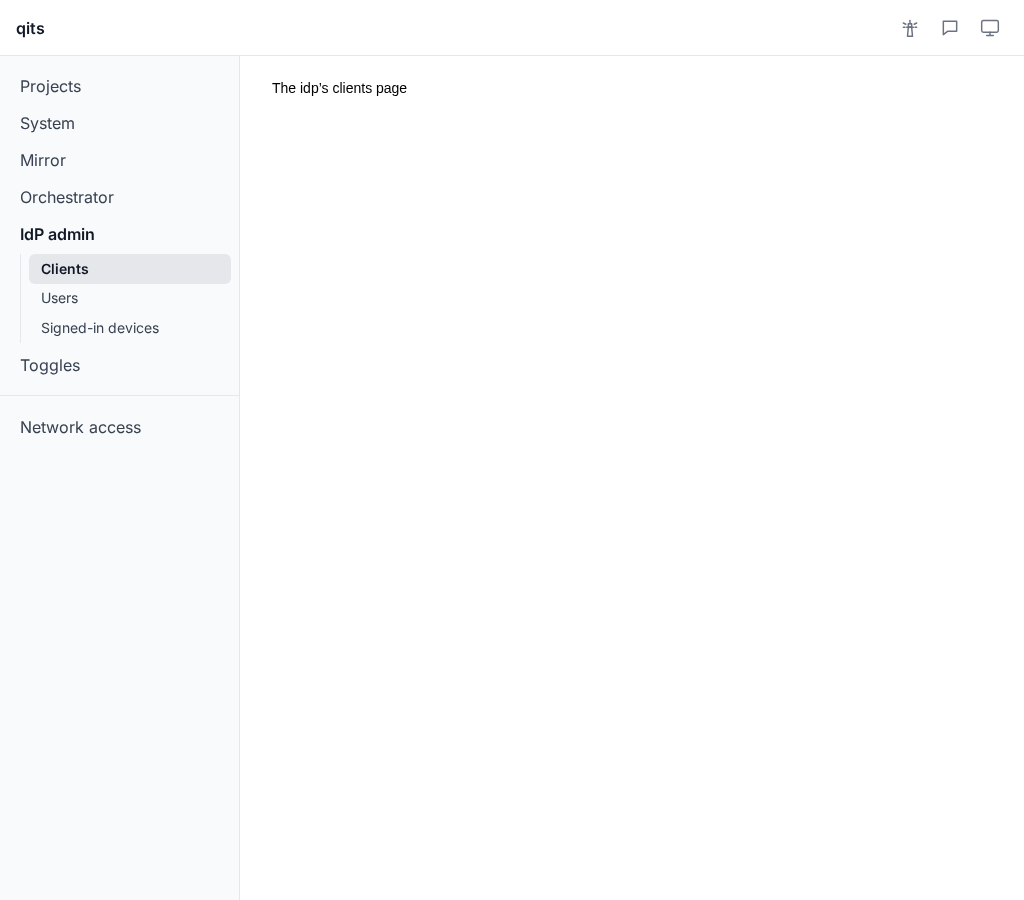 qits
Projects
System
Mirror
Orchestrator
IdP admin
Clients
Users
Signed-in devices
Toggles
Network access
The idp's clients page